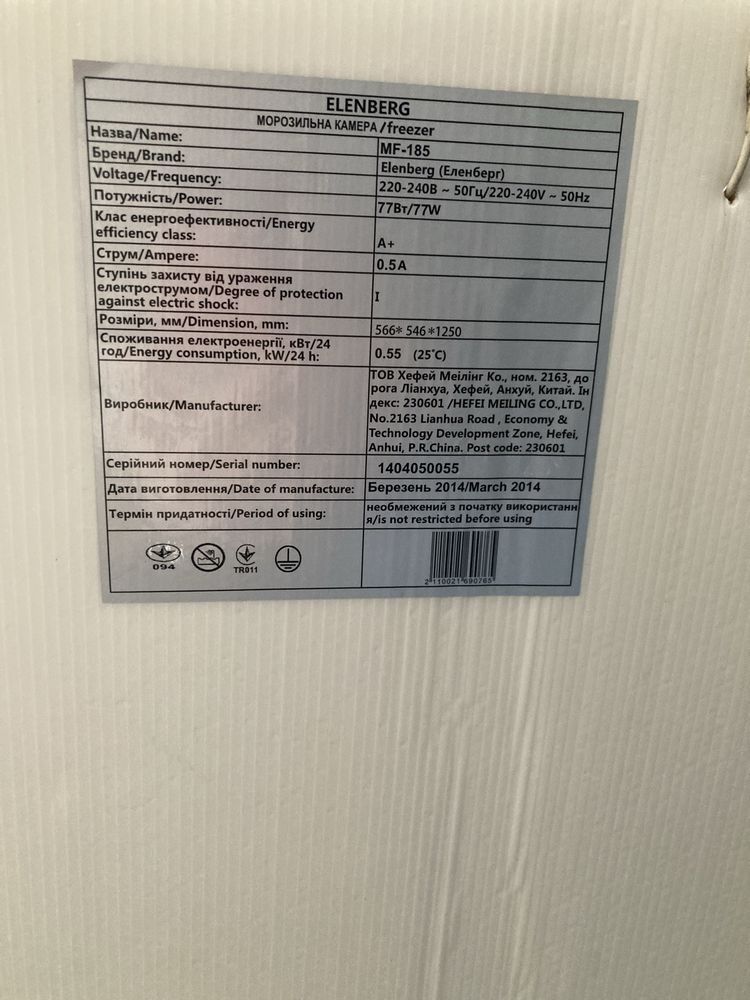 ELENBERG
МОРОЗИЛЬНА КАМЕРА/freezer
Назва/Name: MF-185
Бренд/Brand: Elenberg (Еленберг)
Voltage/Frequency: 220-240В ~ 50Гц/220-240V ~ 50Hz
Потужність/Power: 77Вт/77W
Клас енергоефективності/Energy
efficiency class: A+
Струм/Ampere: 0.5A
Ступінь захисту від ураження
електрострумом/Degree of protection
against electric shock: I
Розміри, мм/Dimension, mm: 566* 546 *1250
Споживання електроенергії, кВт/24
год/Energy consumption, kW/24 h: 0.55 (25°C)
Виробник/Manufacturer:
ТОВ Хефей Меілінг Ко., ном. 2163, до
рога Ліанхуа, Хефей, Анхуй, Китай. Ін
декс: 230601 /HEFEI MEILING CO.,LTD,
No.2163 Lianhua Road , Economy &
Technology Development Zone, Hefei,
Anhui, P.R.China. Post code: 230601
Серійний номер/Serial number: 1404050055
Дата виготовлення/Date of manufacture: Березень 2014/March 2014
Термін придатності/Period of using:
необмежений з початку використанн
я/is not restricted before using
094
TR011
2 110021 690765